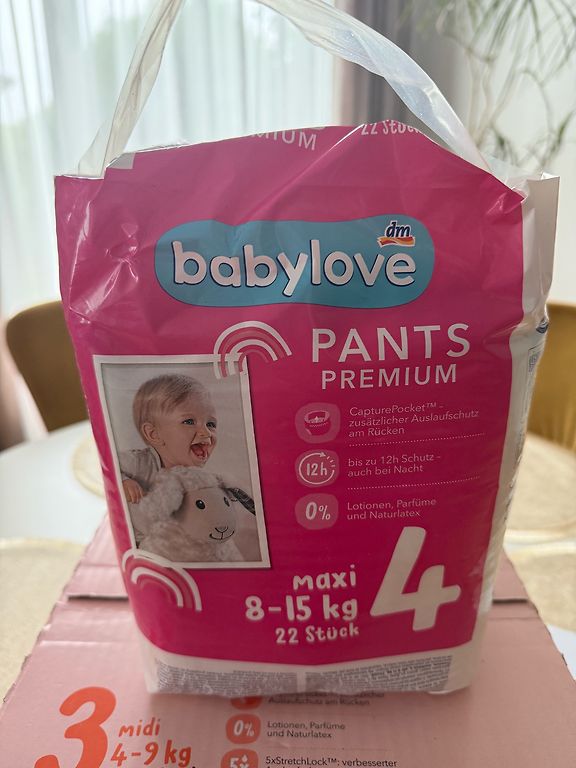 22 Stück
dm
babylove
PANTS
PREMIUM
CapturePocket™ –
zusätzlicher Auslaufschutz
am Rücken
12h
bis zu 12h Schutz –
auch bei Nacht
0%
Lotionen, Parfüme
und Naturlatex
maxi
8-15 kg
22 Stück
4
3
midi
4-9 kg
Auslaufschutz am Rücken
0%
Lotionen, Parfüme
und Naturlatex
5x
5xStretchLock™: verbesserter